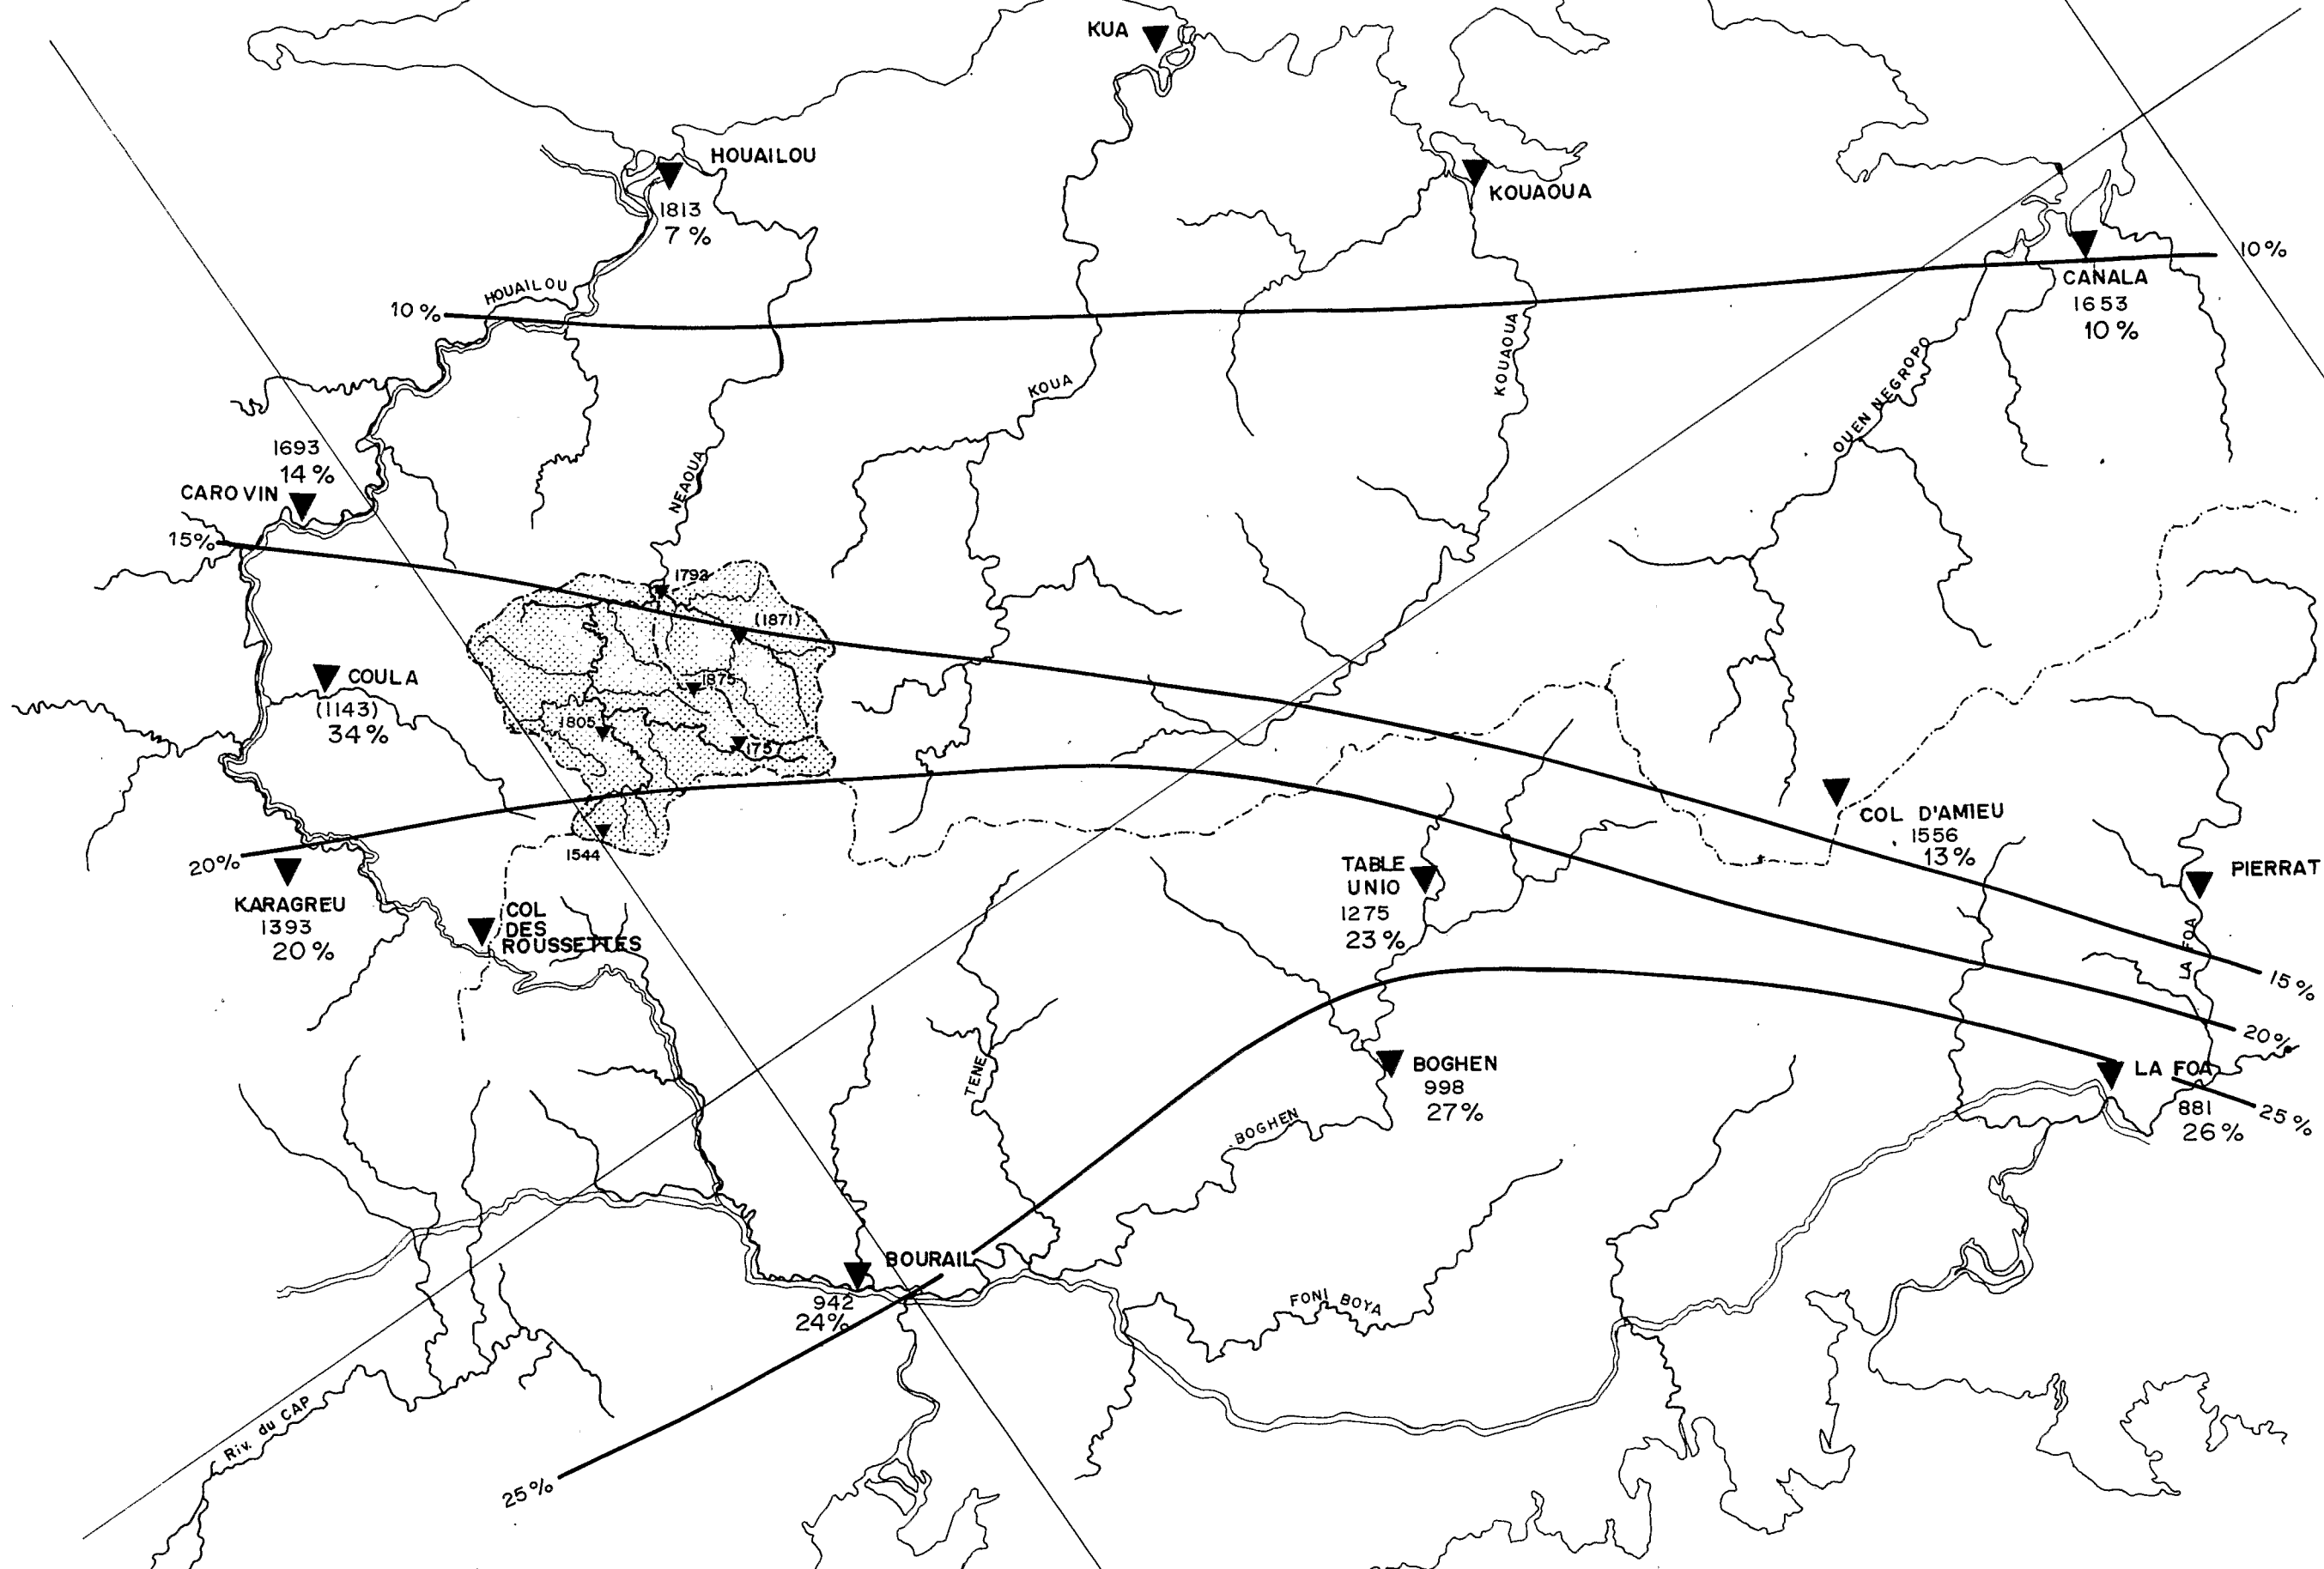 KUA
HOUAILOU
1813
7 %
KOUAOUA
10%
CANALA
1653
10 %
HOUAILOU
10%
KOUAOUA
OUEN NEGROPO
KOUA
1693
14 %
CAROVIN
NEAOUA
15%
1793
(1871)
COULA
(1143)
34 %
1875
1805
1757
COL D'AMIEU
1556
13 %
1544
20%
TABLE
UNIO
1275
23 %
PIERRAT
KARAGREU
1393
20 %
COL
DES
ROUSSETTES
LA FOA
15 %
20%
TENE
BOGHEN
998
27%
LA FOA
881
26 %
25 %
BOGHEN
BOURAIL
942
24%
FONI BOYA
Riv. du CAP
25 %